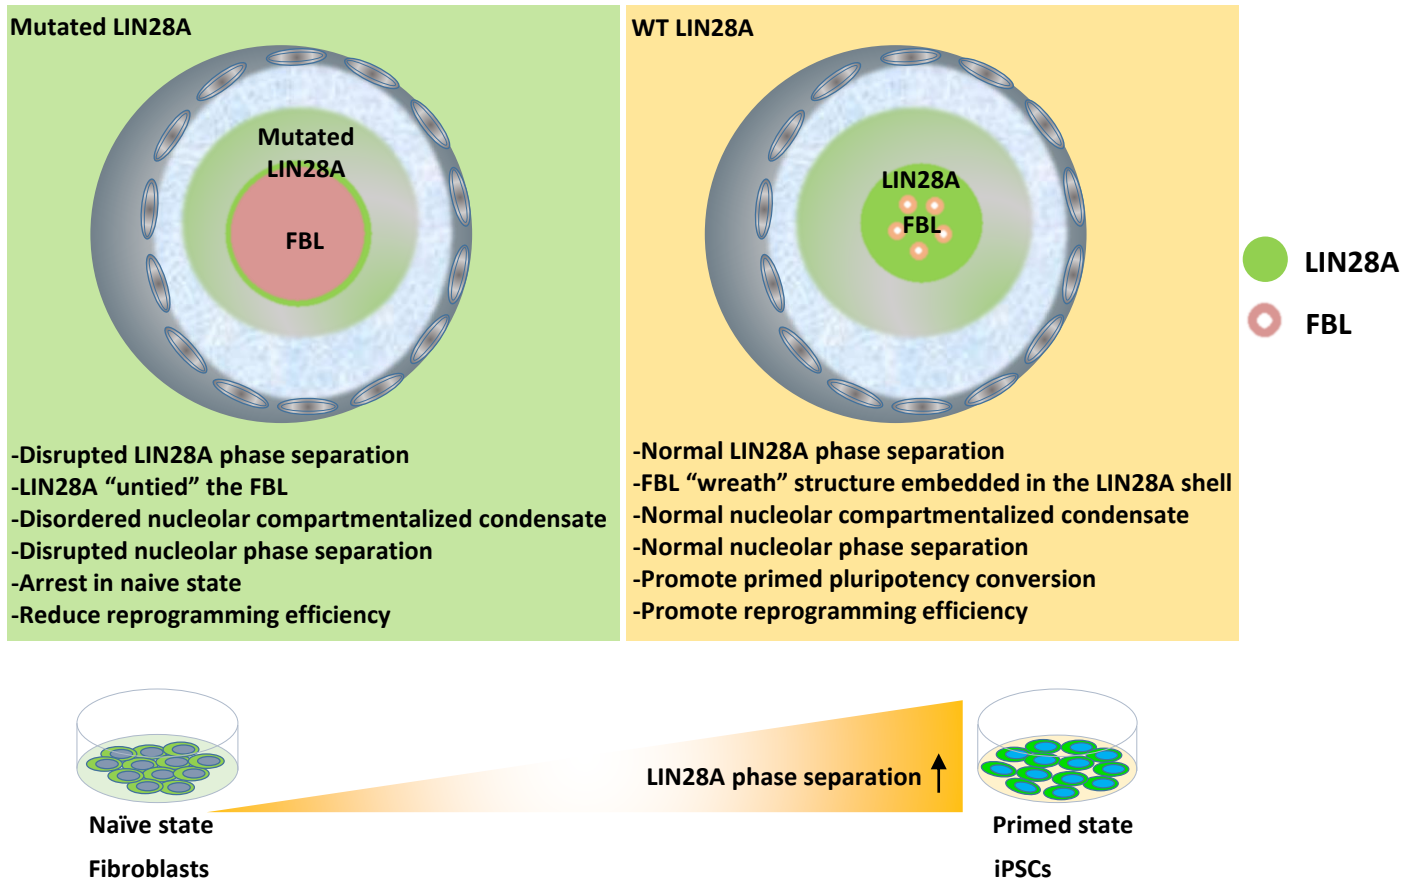 Mutated LIN28A
Mutated
LIN28A
FBL
-Disrupted LIN28A phase separation
-LIN28A “untied” the FBL
-Disordered nucleolar compartmentalized condensate
-Disrupted nucleolar phase separation
-Arrest in naive state
-Reduce reprogramming efficiency
WT LIN28A
LIN28A
FBL
-Normal LIN28A phase separation
-FBL “wreath” structure embedded in the LIN28A shell
-Normal nucleolar compartmentalized condensate
-Normal nucleolar phase separation
-Promote primed pluripotency conversion
-Promote reprogramming efficiency
LIN28A
FBL
LIN28A phase separation
Naïve state
Fibroblasts
Primed state
iPSCs